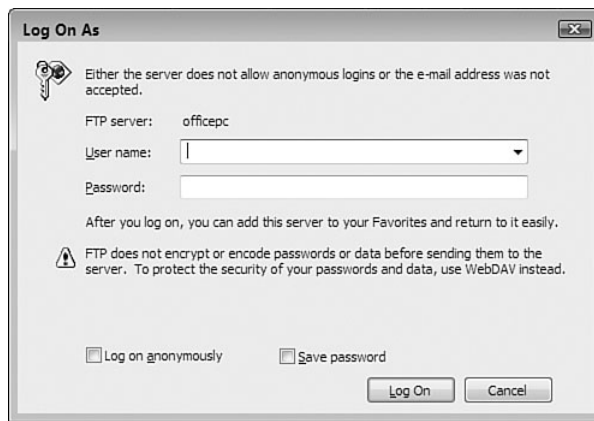 Log On As
Either the server does not allow anonymous logins or the e-mail address was not
accepted.
FTP server: officepc
User name:
Password:
After you log on, you can add this server to your Favorites and return to it easily.
FTP does not encrypt or encode passwords or data before sending them to the
server. To protect the security of your passwords and data, use WebDAV instead.
Log on anonymously Save password
Log On Cancel